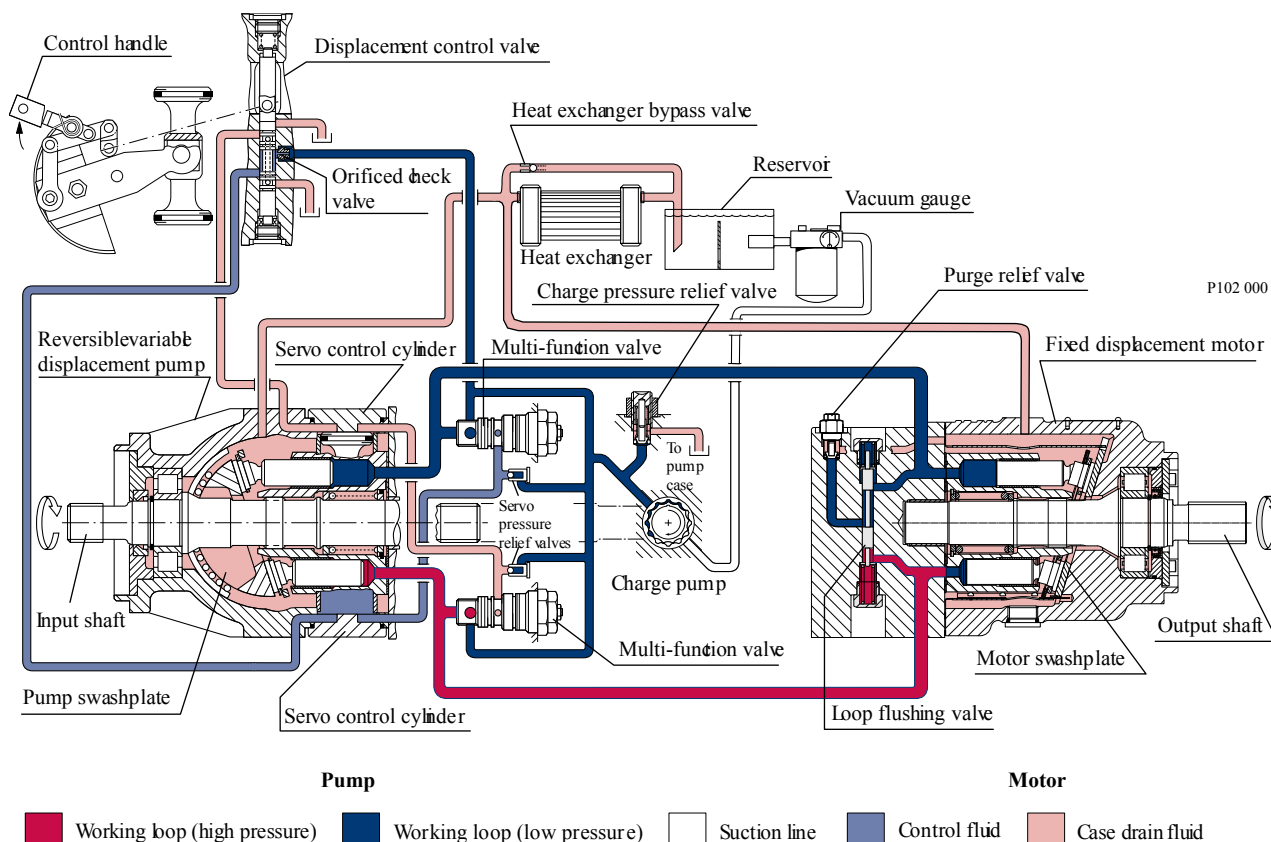 Control handle
Displacement control valve
Heat exchanger bypass valve
Reservoir
Orificed check
valve
Vacuum gauge
Heat exchanger
Purge relief valve
Charge pressure relief valve
P102 000
Reversiblevariable
displacement pump
Servo control cylinder
Multi-function valve
Fixed displacement motor
To
pump
case
Servo
pressure
relief valves
Charge pump
Input shaft
Output shaft
Multi-function valve
Motor swashplate
Pump swashplate
Servo control cylinder
Loop flushing valve
Pump
Motor
Working loop (high pressure)
Working loop (low pressure)
Suction line
Control fluid
Case drain fluid